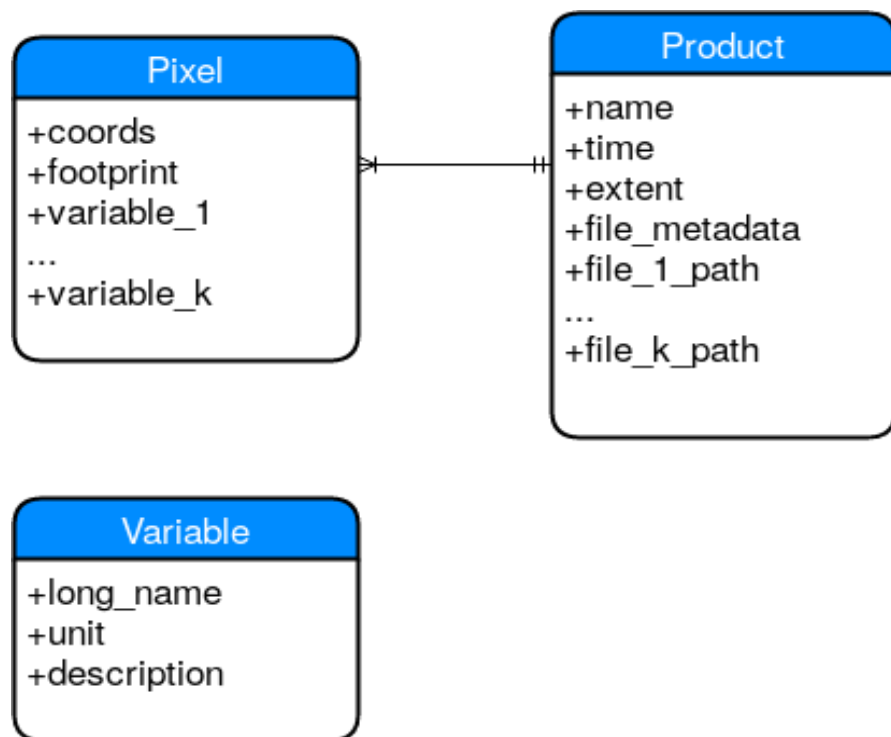 Pixel
+coords
+footprint
+variable_1
...
+variable_k
Product
+name
+time
+extent
+file_metadata
+file_1_path
...
+file_k_path
Variable
+long_name
+unit
+description